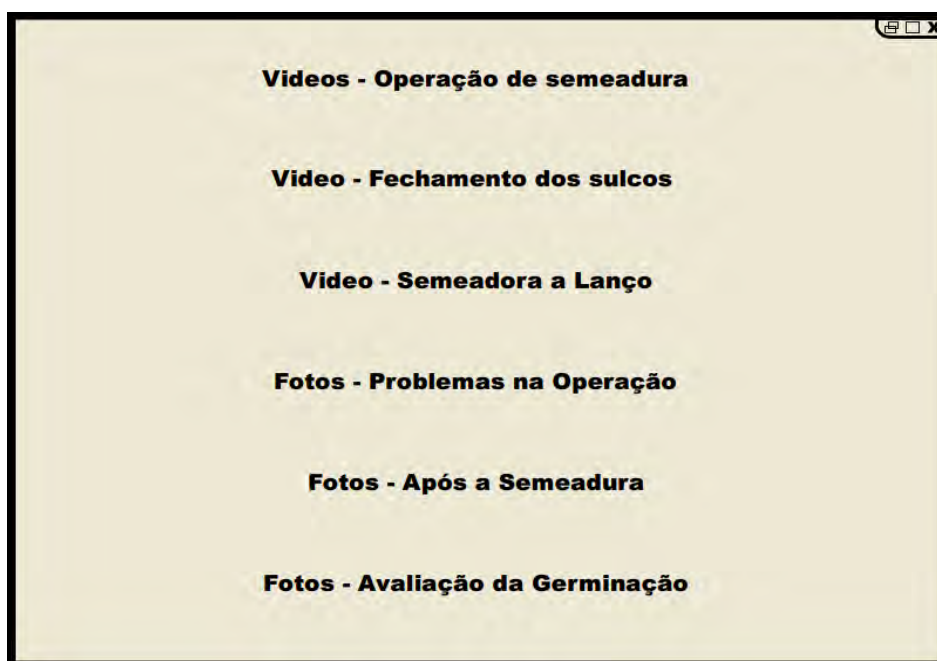 Videos - Operação de semeadura
Video - Fechamento dos sulcos
Video - Semeadora a Lanço
Fotos - Problemas na Operação
Fotos - Após a Semeadura
Fotos - Avaliação da Germinação